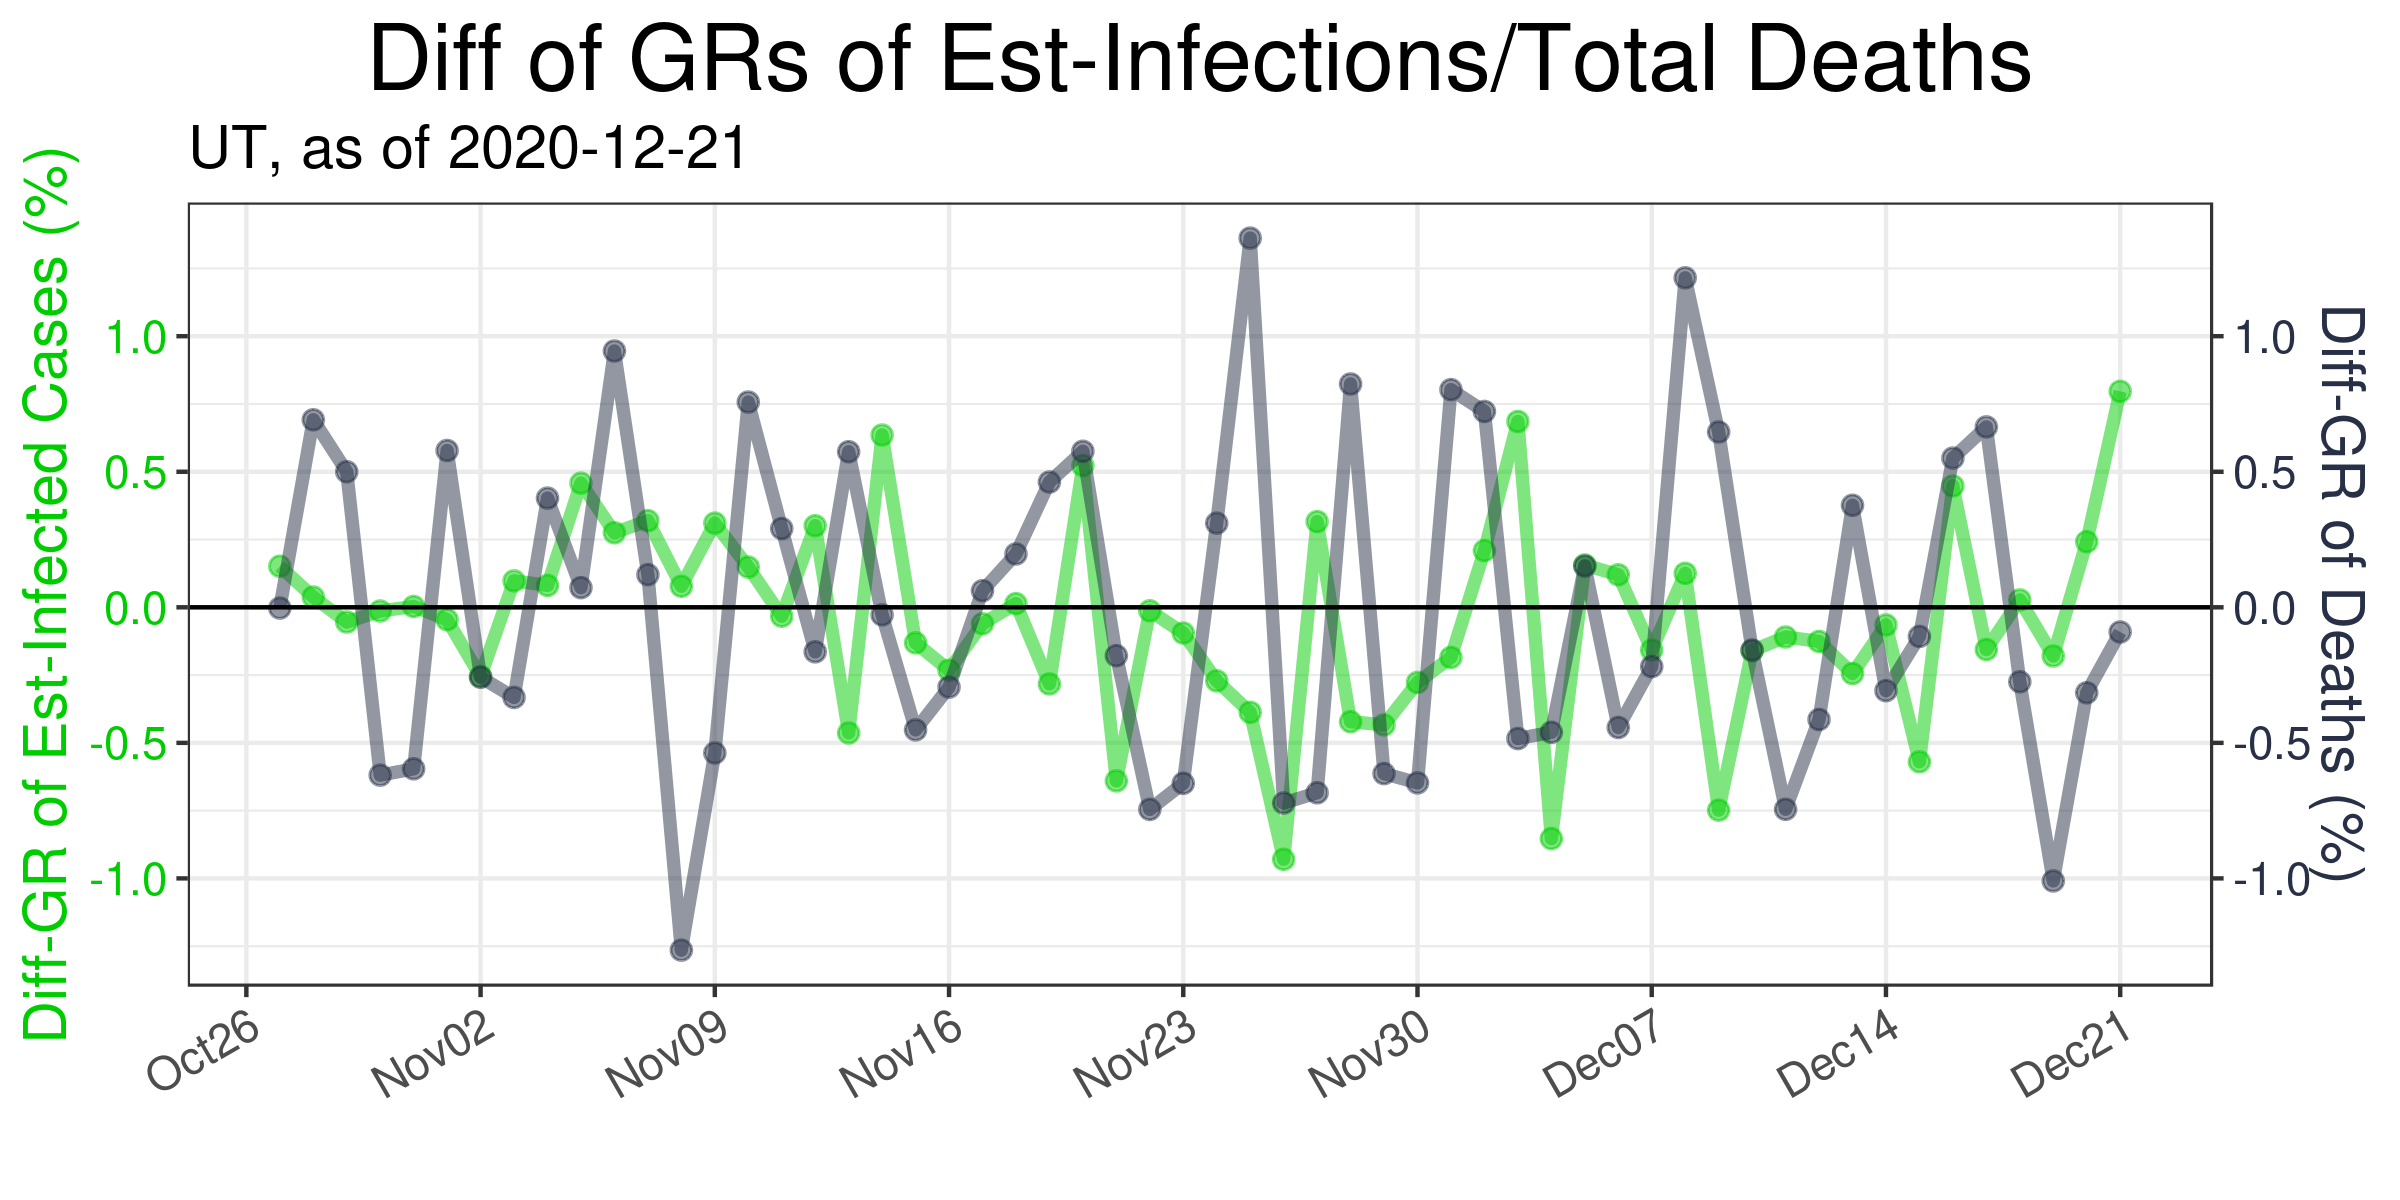 Diff of GRs of Est-Infections/Total Deaths
UT, as of 2020-12-21
Diff-GR of Est-Infected Cases (%)
1.0
0.5
0.0
-0.5
-1.0
1.0
0.5
0.0
-0.5
-1.0
Diff-GR of Deaths (%)
Oct26
Nov02
Nov09
Nov16
Nov23
Nov30
Dec07
Dec14
Dec21